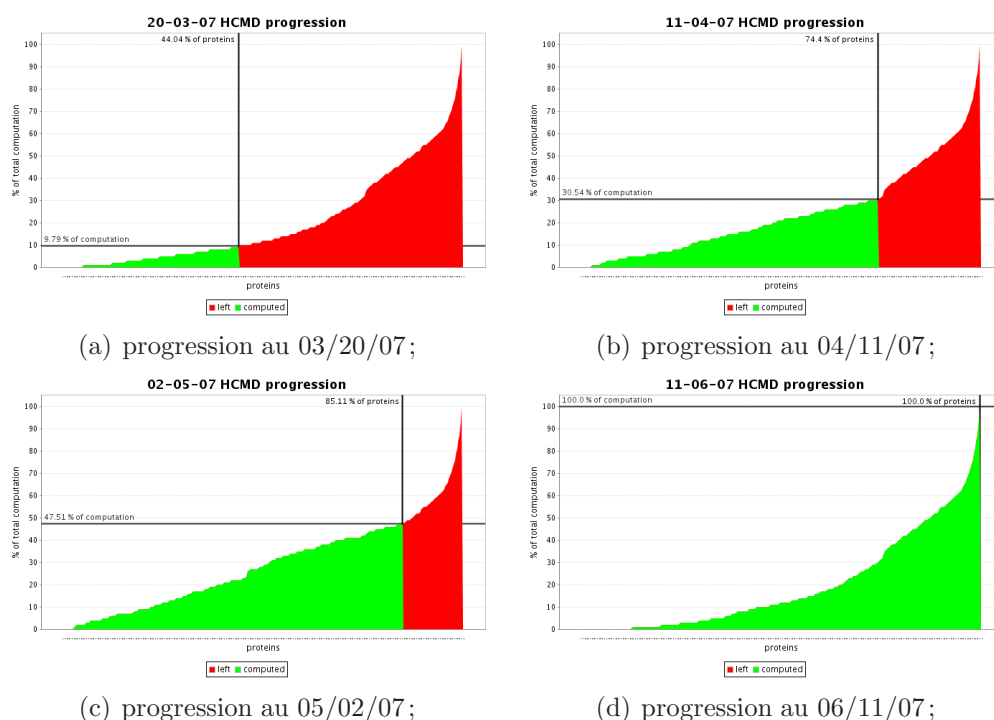 20-03-07 HCMD progression
44.04 % of proteins
100
90
80
70
60
50
40
30
20
10
0
% of total computation
9.79 % of computation
proteins
left computed
(a) progression au 03/20/07;
11-04-07 HCMD progression
74.4 % of proteins
100
90
80
70
60
50
40
30
20
10
0
% of total computation
30.54 % of computation
proteins
left computed
(b) progression au 04/11/07;
02-05-07 HCMD progression
85.11 % of proteins
100
90
80
70
60
50
40
30
20
10
0
% of total computation
47.51 % of computation
proteins
left computed
(c) progression au 05/02/07;
11-06-07 HCMD progression
100.0 % of computation
100.0 % of proteins
100
90
80
70
60
50
40
30
20
10
0
% of total computation
proteins
left computed
(d) progression au 06/11/07;